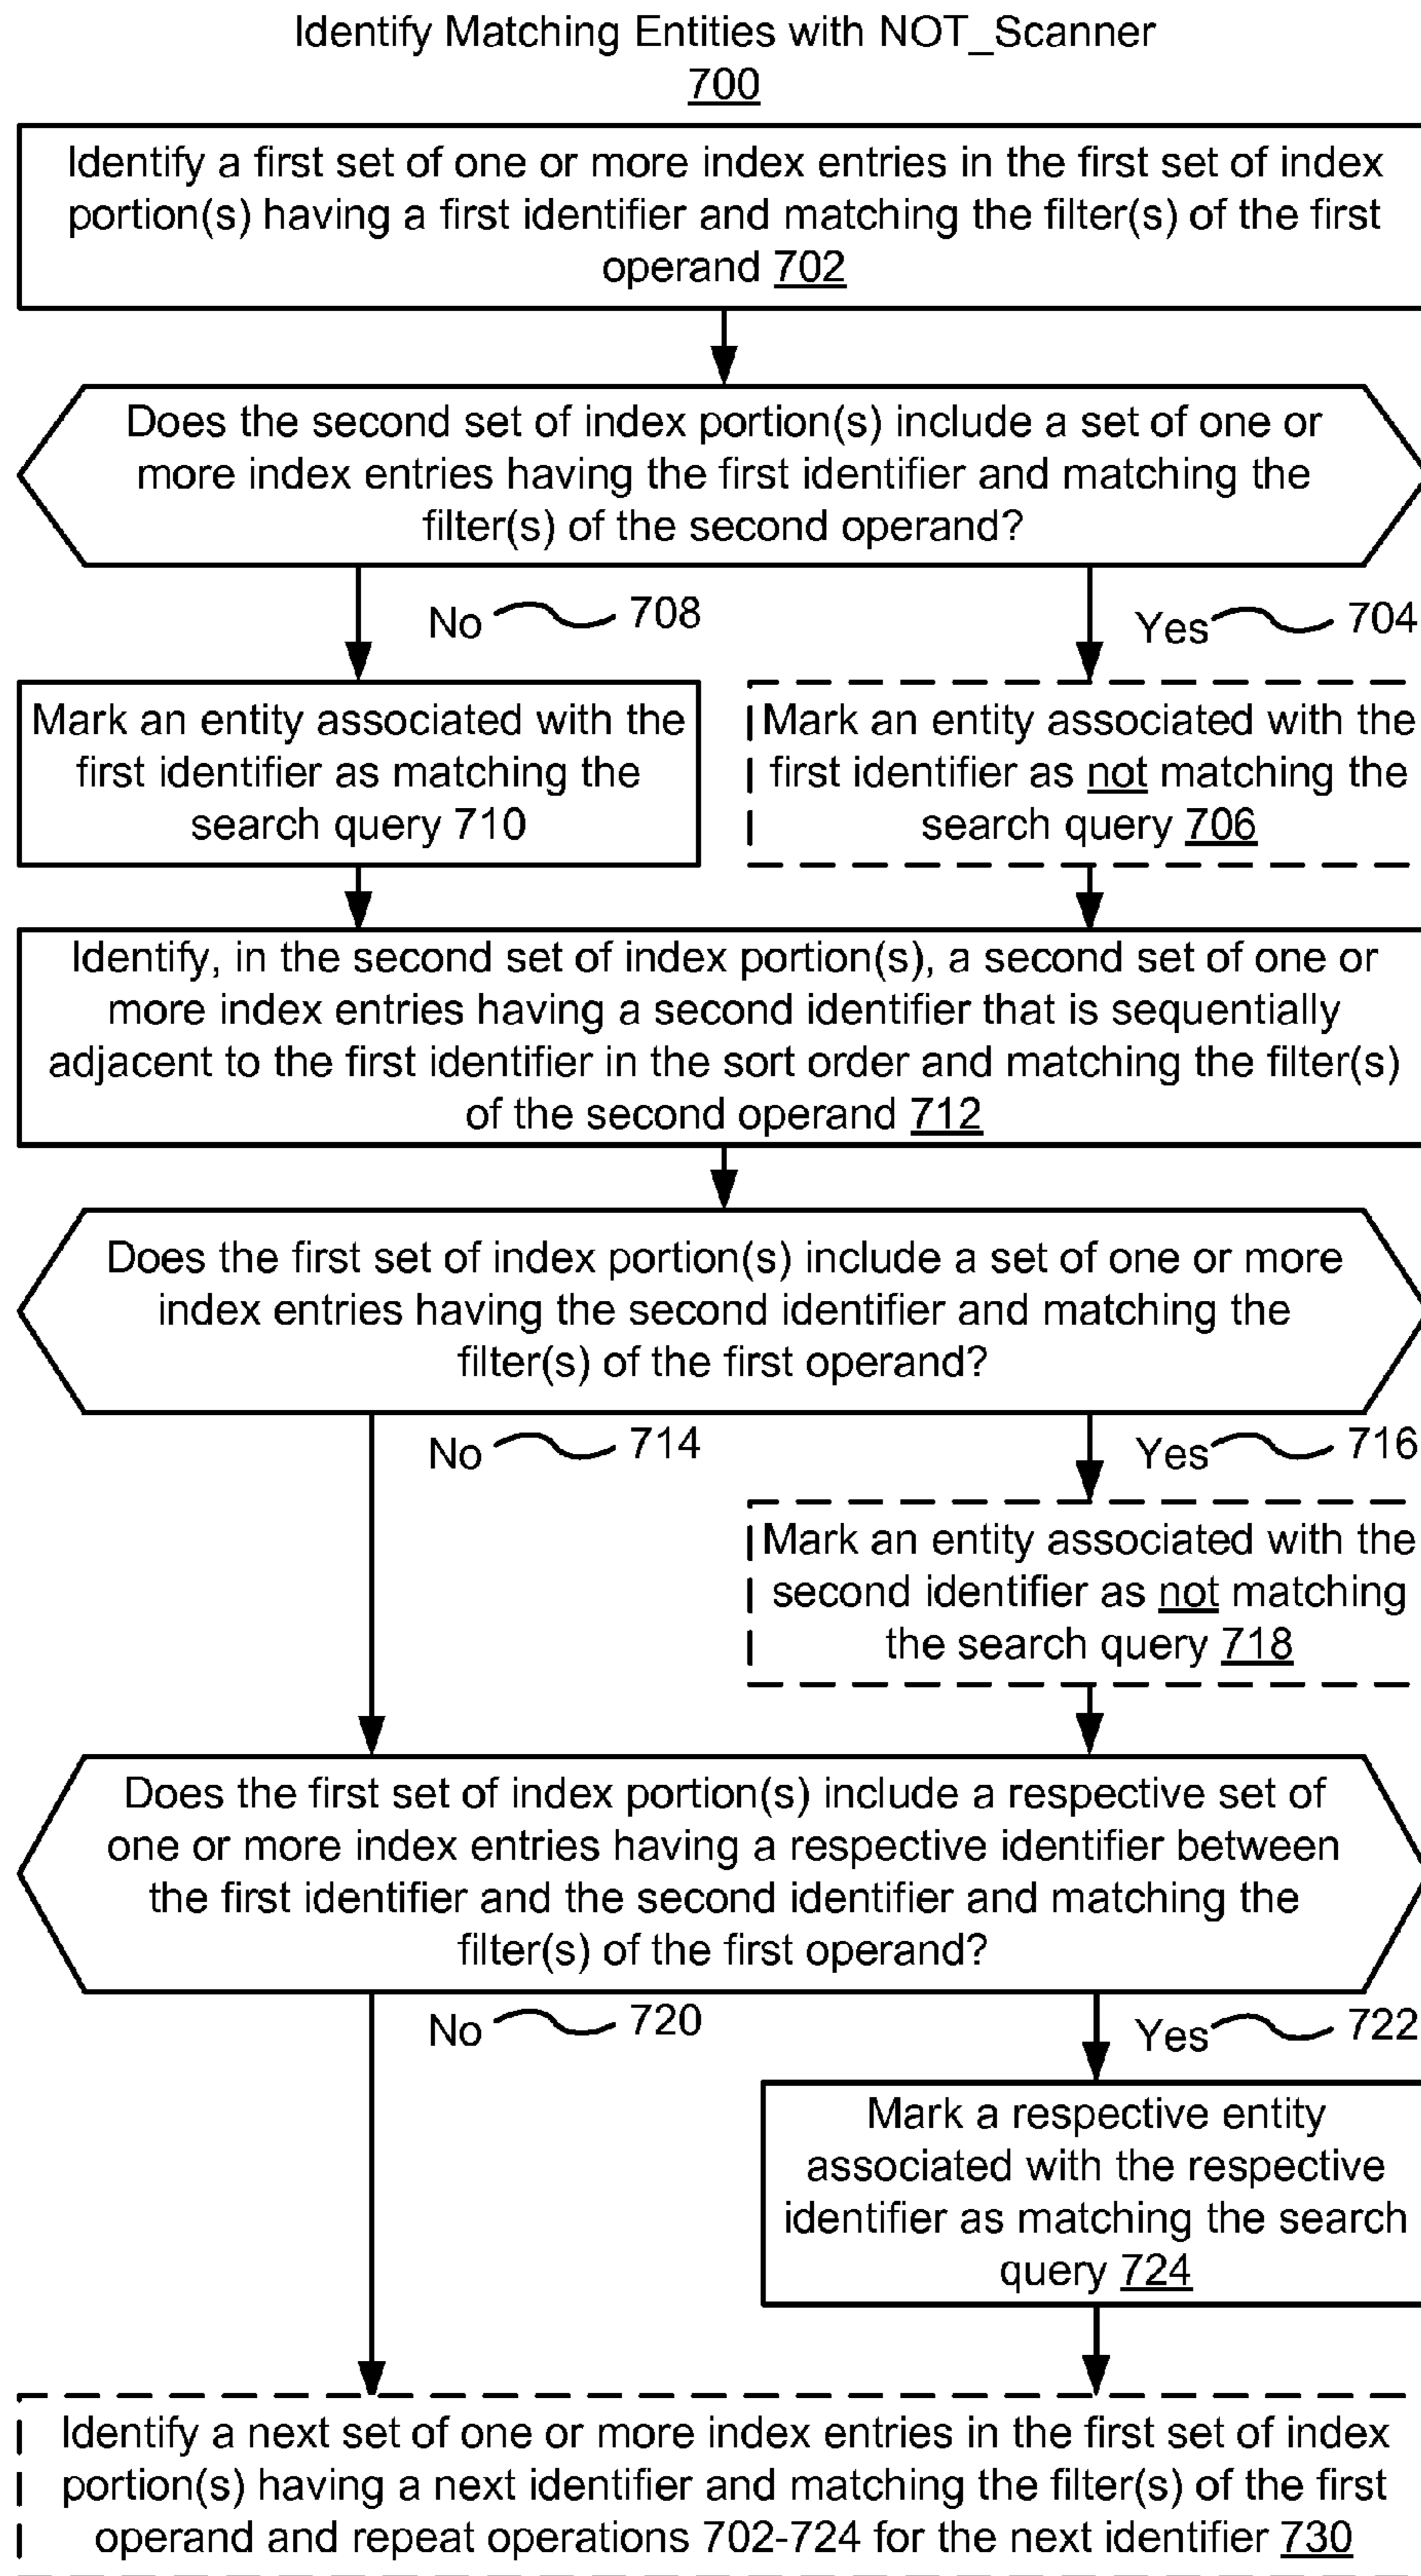 Identify Matching Entities with NOT_Scanner
700
Identify a first set of one or more index entries in the first set of index
portion(s) having a first identifier and matching the filter(s) of the first
operand 702
Does the second set of index portion(s) include a set of one or
more index entries having the first identifier and matching the
filter(s) of the second operand?
No 708
Yes 704
Mark an entity associated with the
first identifier as matching the
search query 710
Mark an entity associated with the
first identifier as not matching the
search query 706
Identify, in the second set of index portion(s), a second set of one or
more index entries having a second identifier that is sequentially
adjacent to the first identifier in the sort order and matching the filter(s)
of the second operand 712
Does the first set of index portion(s) include a set of one or more
index entries having the second identifier and matching the
filter(s) of the first operand?
No 714
Yes 716
Mark an entity associated with the
second identifier as not matching
the search query 718
Does the first set of index portion(s) include a respective set of
one or more index entries having a respective identifier between
the first identifier and the second identifier and matching the
filter(s) of the first operand?
No 720
Yes 722
Mark a respective entity
associated with the respective
identifier as matching the search
query 724
Identify a next set of one or more index entries in the first set of index
portion(s) having a next identifier and matching the filter(s) of the first
operand and repeat operations 702-724 for the next identifier 730